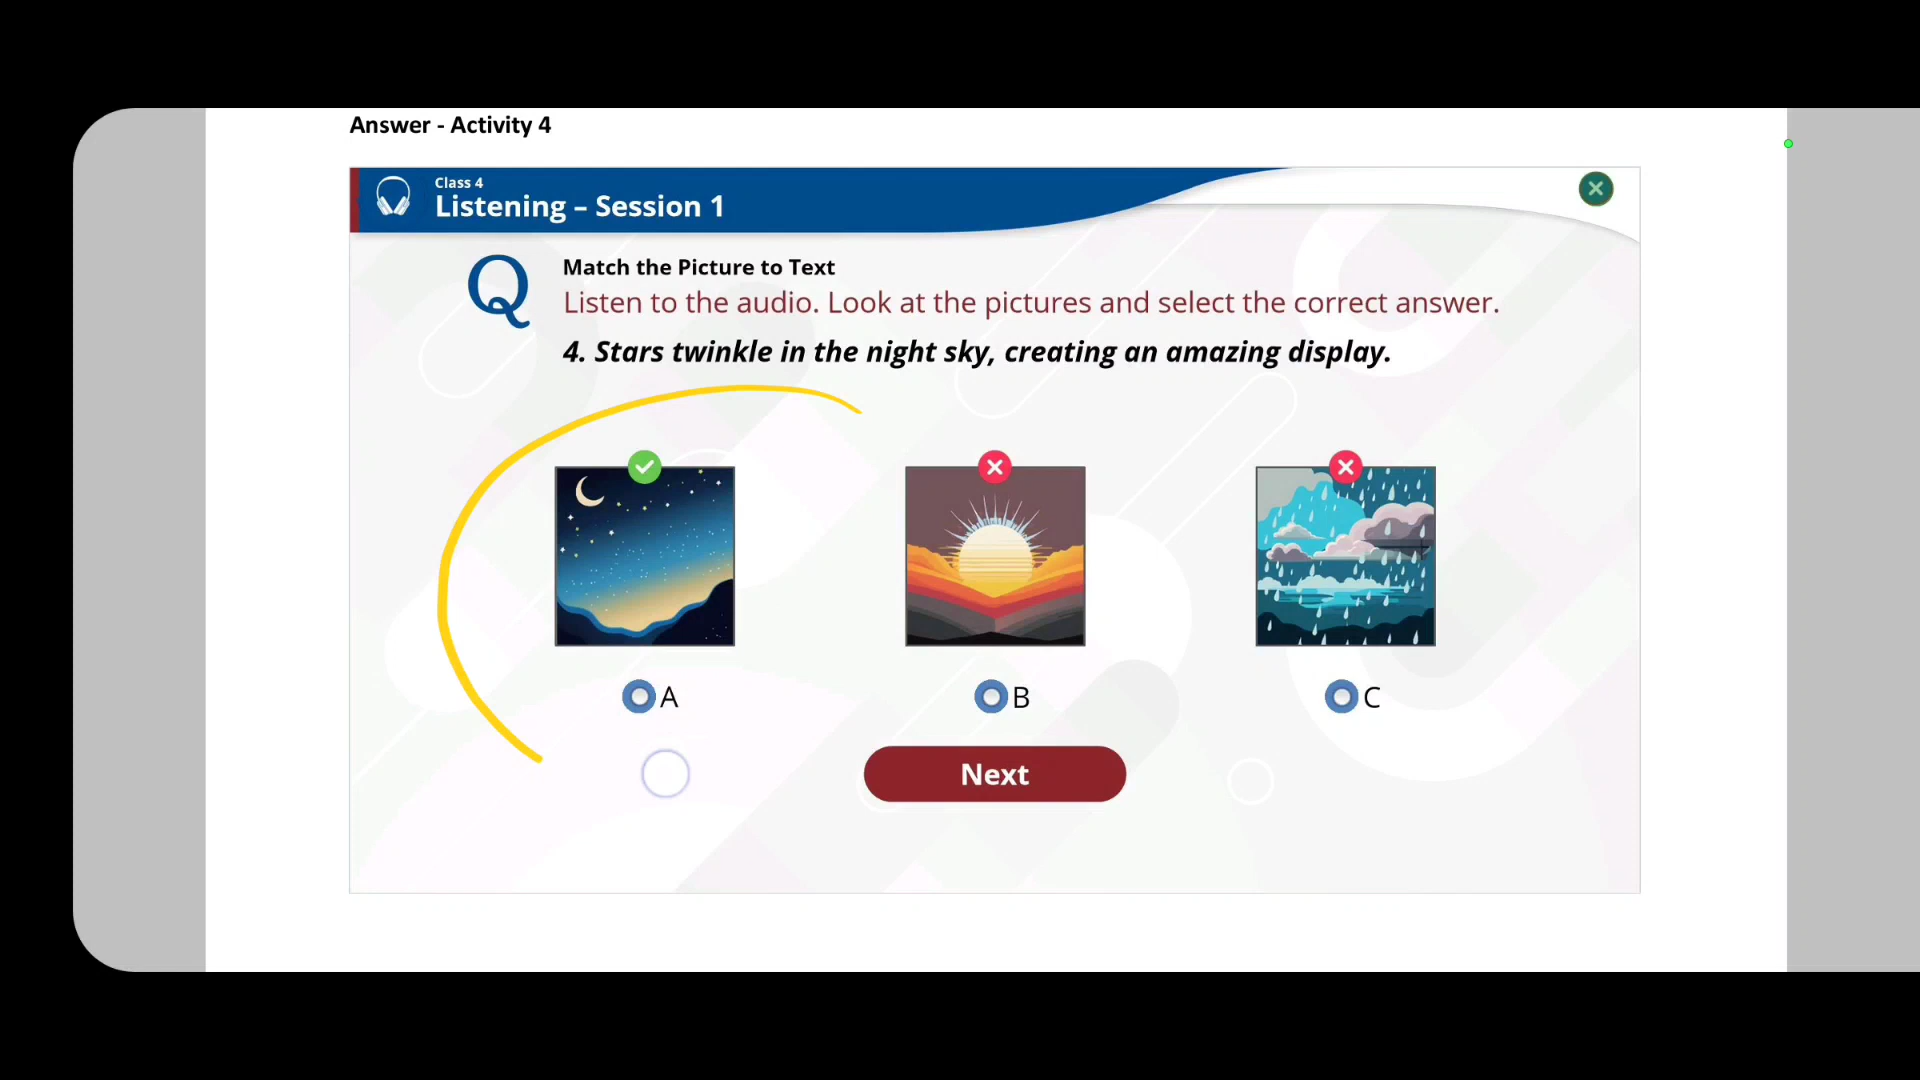 Answer - Activity 4
Class 4
Listening – Session 1
Q
Match the Picture to Text
Listen to the audio. Look at the pictures and select the correct answer.
4. Stars twinkle in the night sky, creating an amazing display.
A
B
C
Next